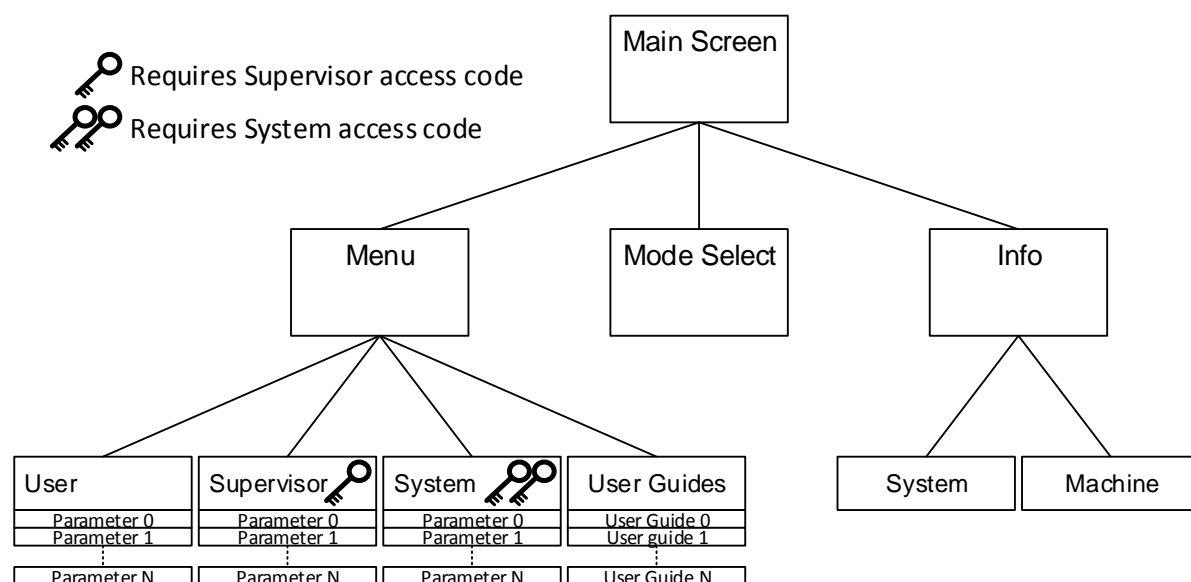 Main Screen
Requires Supervisor access code
Requires System access code
Menu
Mode Select
Info
User
Supervisor
System
User Guides
System
Machine
Parameter 0
Parameter 0
Parameter 0
User Guide 0
Parameter 1
Parameter 1
Parameter 1
User guide 1
Parameter N
Parameter N
Parameter N
User Guide N